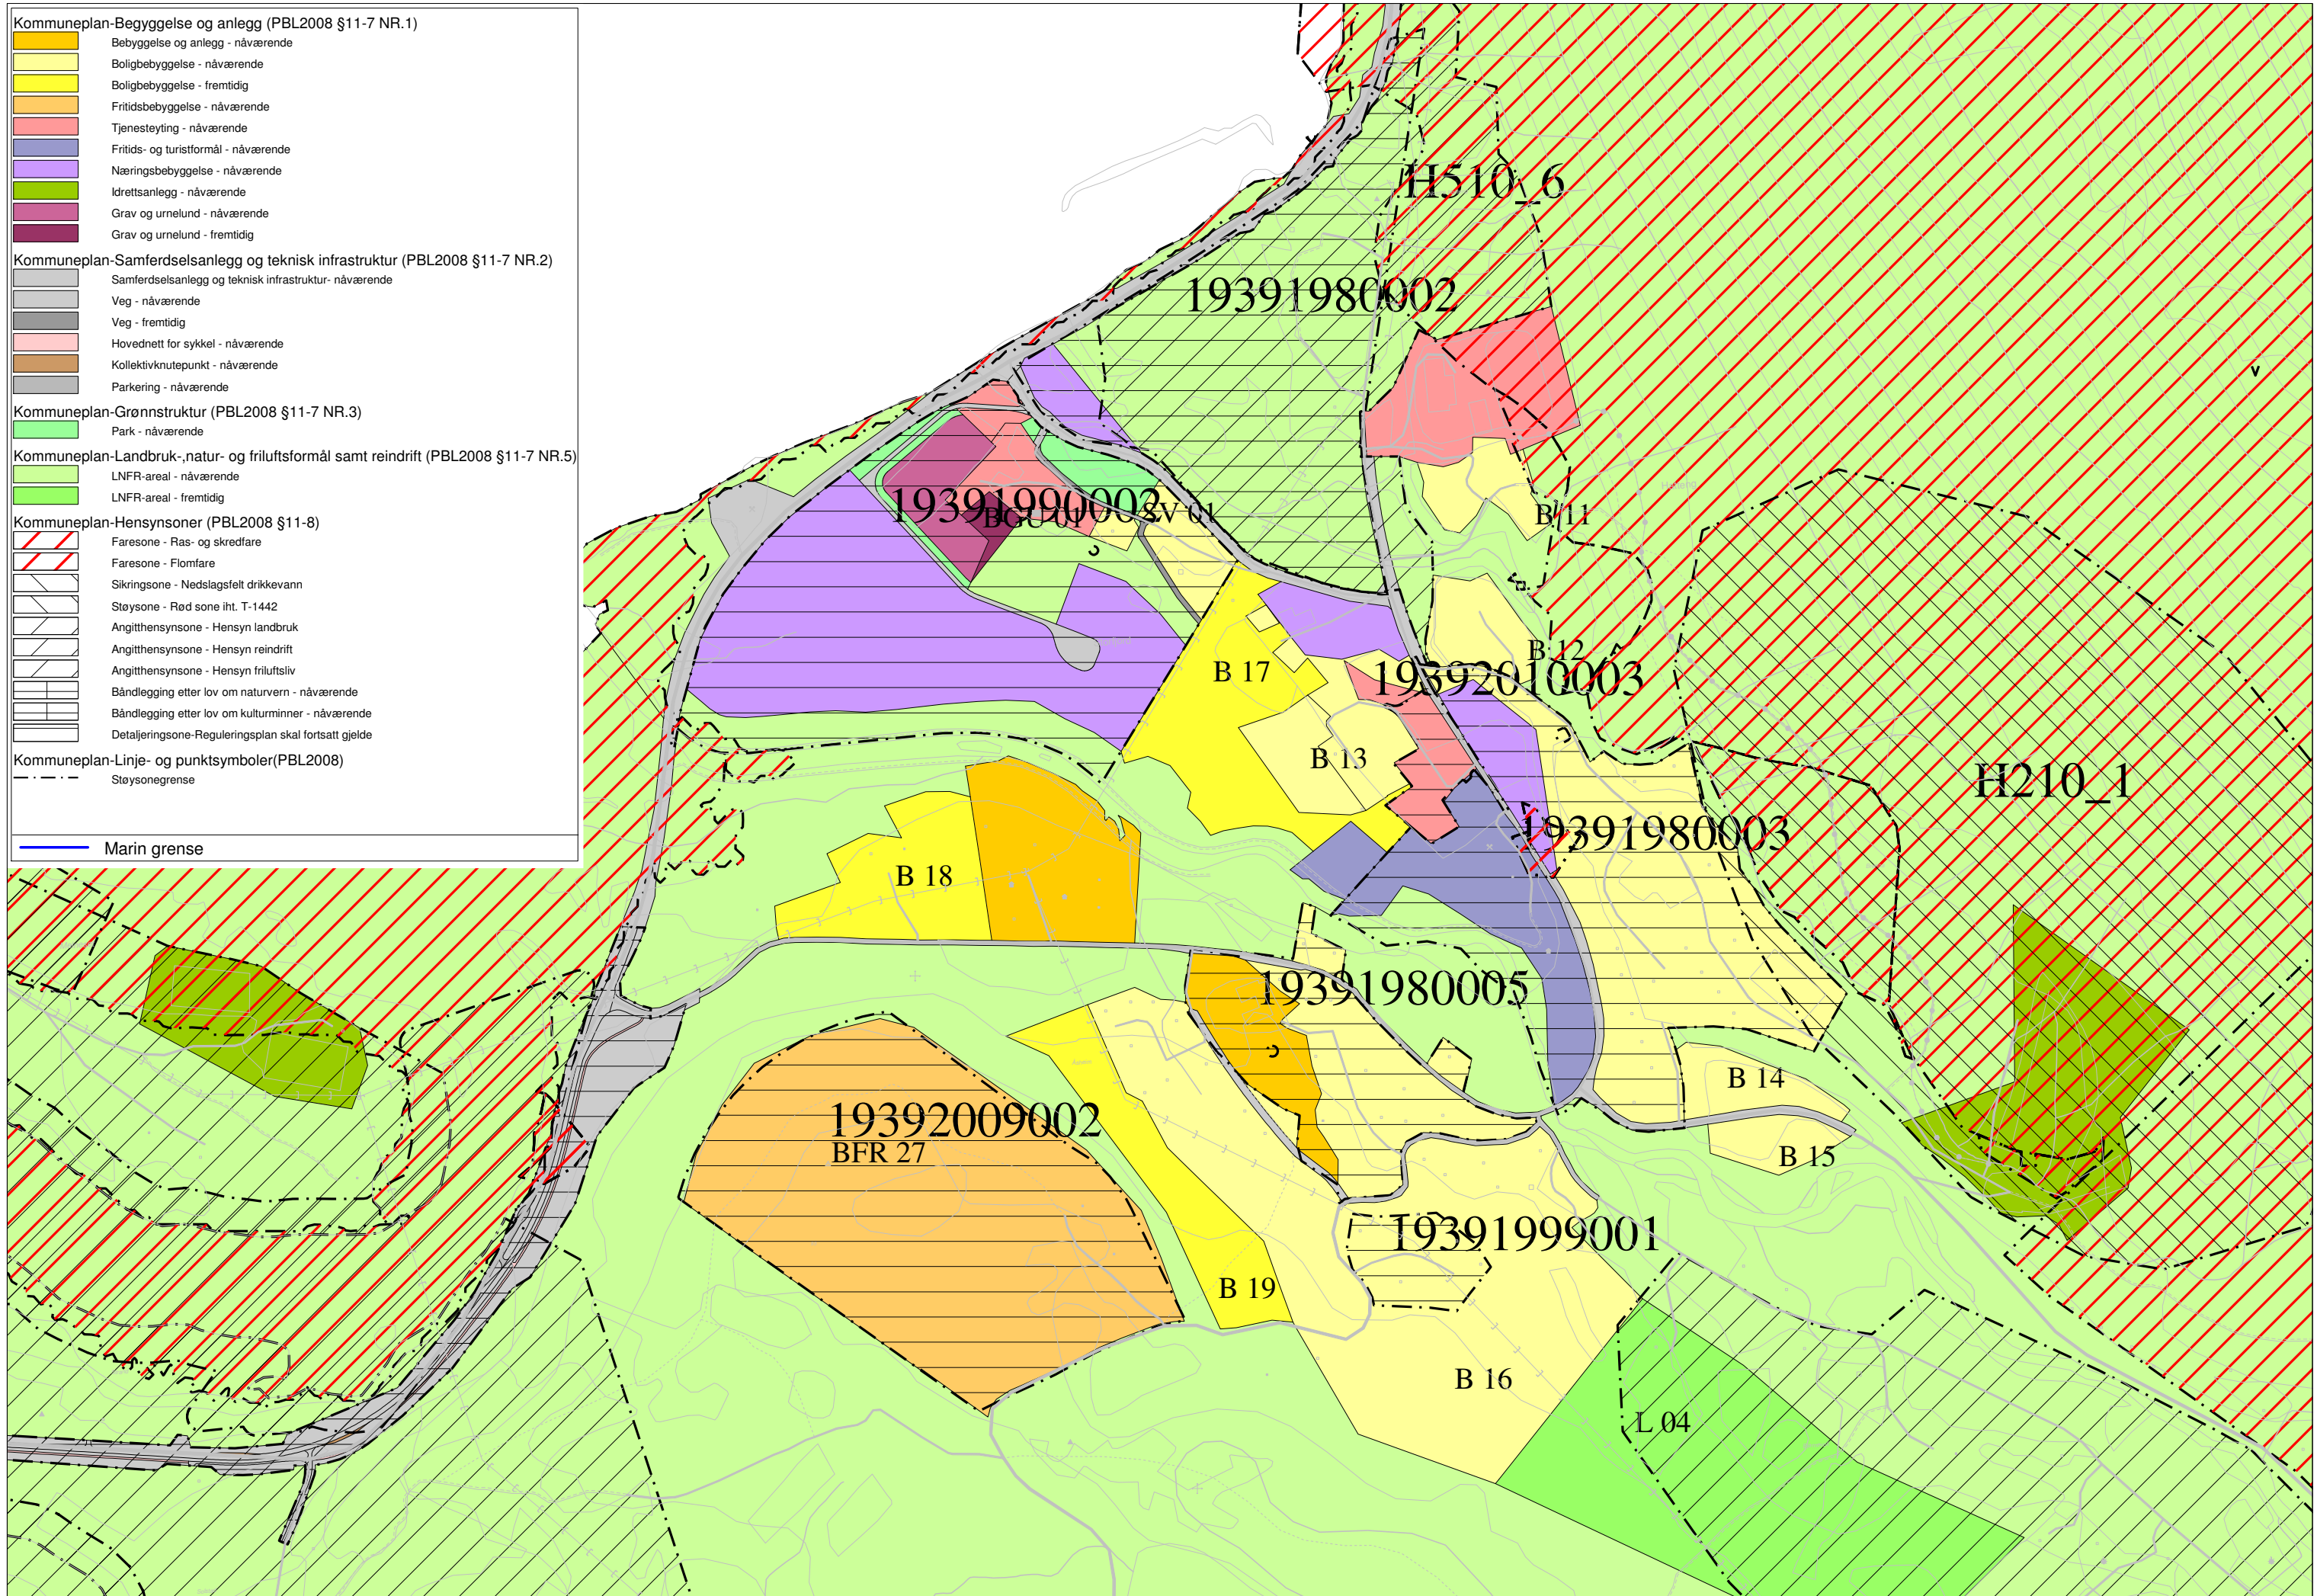 Kommuneplan-Begyggelse og anlegg (PBL2008 §11-7 NR.1)
Bebyggelse og anlegg - nåværende
Boligbebyggelse - nåværende
Boligbebyggelse - fremtidig
Fritidsbebyggelse - nåværende
Tjenesteyting - nåværende
Fritids- og turistformål - nåværende
Næringsbebyggelse - nåværende
Idrettsanlegg - nåværende
Grav og urnelund - nåværende
Grav og urnelund - fremtidig
Kommuneplan-Samferdselsanlegg og teknisk infrastruktur (PBL2008 §11-7 NR.2)
Samferdselsanlegg og teknisk infrastruktur- nåværende
Veg - nåværende
Veg - fremtidig
Hovednett for sykkel - nåværende
Kollektivknutepunkt - nåværende
Parkering - nåværende
Kommuneplan-Grønnstruktur (PBL2008 §11-7 NR.3)
Park - nåværende
Kommuneplan-Landbruk-,natur- og friluftsformål samt reindrift (PBL2008 §11-7 NR.5)
LNFR-areal - nåværende
LNFR-areal - fremtidig
Kommuneplan-Hensynsoner (PBL2008 §11-8)
Faresone - Ras- og skredfare
Faresone - Flomfare
Sikringsone - Nedslagsfelt drikkevann
Støysone - Rød sone iht. T-1442
Angitthensynsone - Hensyn landbruk
Angitthensynsone - Hensyn reindrift
Angitthensynsone - Hensyn friluftsliv
Båndlegging etter lov om naturvern - nåværende
Båndlegging etter lov om kulturminner - nåværende
Detaljeringsone-Reguleringsplan skal fortsatt gjelde
Kommuneplan-Linje- og punktsymboler(PBL2008)
Støysonegrense
Marin grense
H510_6
19391980002
19391990002
BGU 01
SV 01
B 11
B 12
B 17
19392010003
B 13
H210_1
19391980003
B 18
19391980005
B 14
19392009002
BFR 27
B 15
19391999001
B 19
B 16
L 04